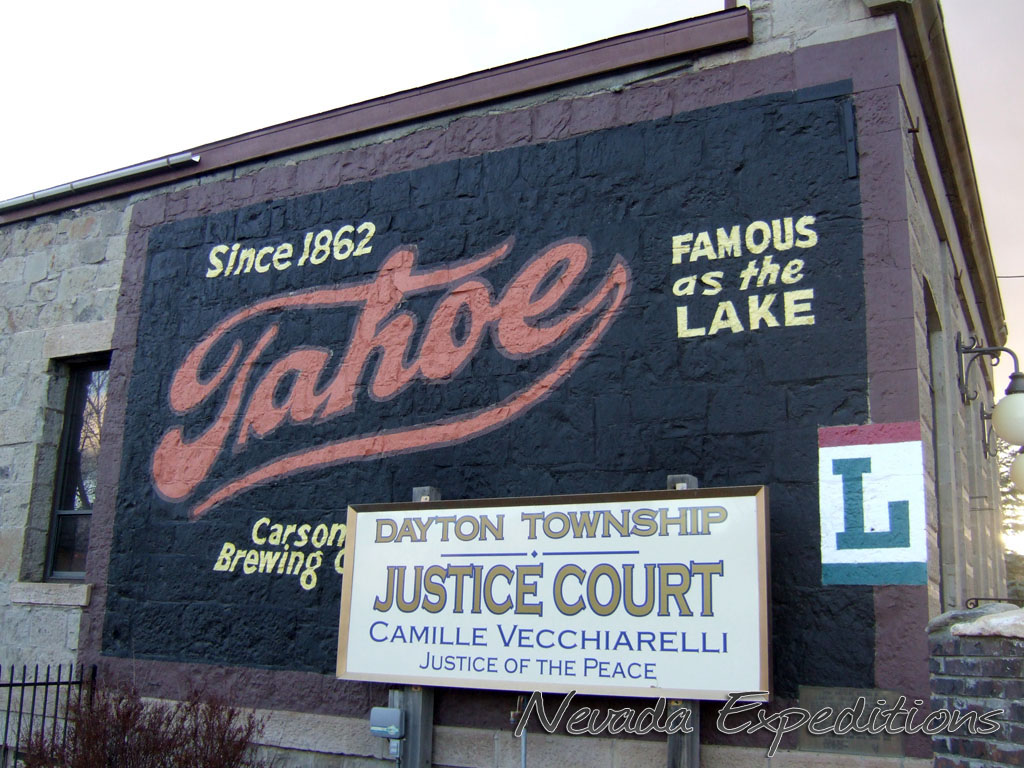 Since 1862
Tahoe
FAMOUS
as the
LAKE
Carson
Brewing
L
DAYTON TOWNSHIP
JUSTICE COURT
CAMILLE VECCHIARELLI
JUSTICE OF THE PEACE
Nevada Expeditions